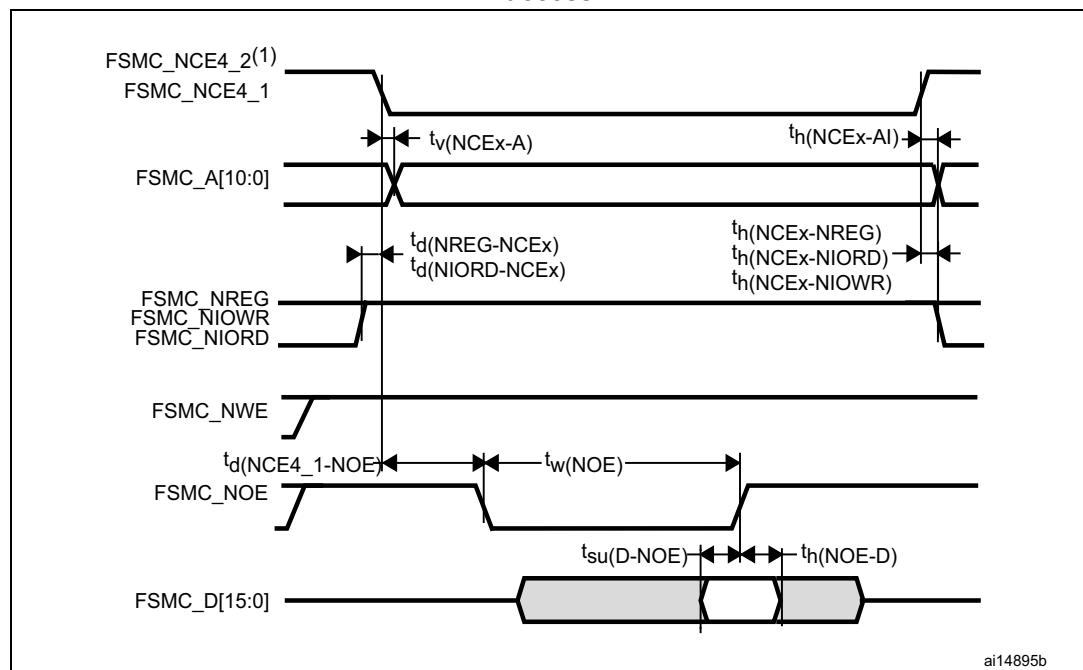 FSMC_NCE4_2(1)
FSMC_NCE4_1
tv(NCEx-A)
th(NCEx-AI)
FSMC_A[10:0]
td(NREG-NCEx)
td(NIORD-NCEx)
th(NCEx-NREG)
th(NCEx-NIORD)
th(NCEx-NIOWR)
FSMC_NREG
FSMC_NIOWR
FSMC_NIORD
FSMC_NWE
td(NCE4_1-NOE)
tw(NOE)
FSMC_NOE
tsu(D-NOE)
th(NOE-D)
FSMC_D[15:0]
ai14895b